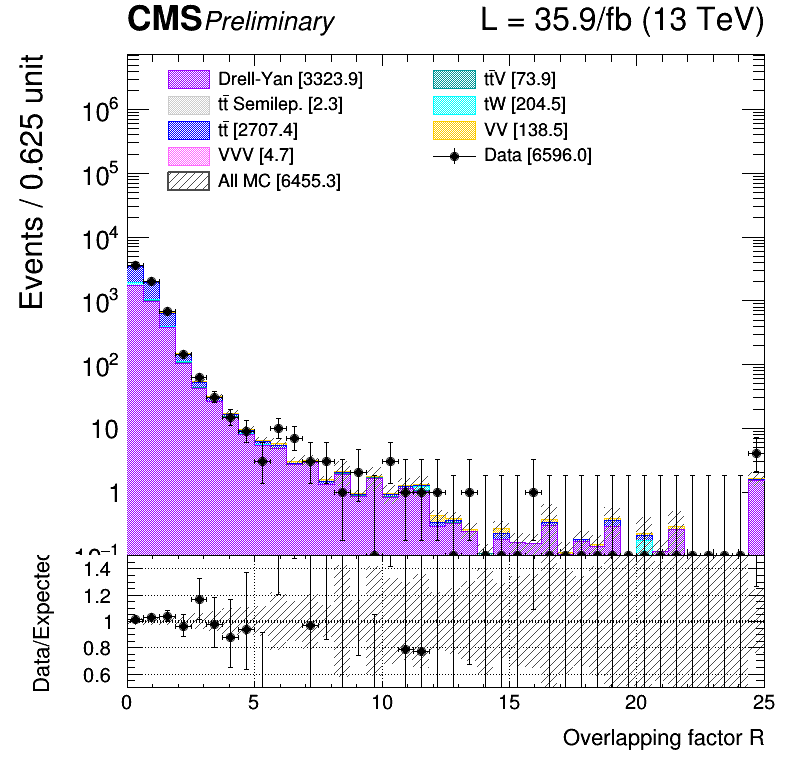 CMS Preliminary L = 35.9/fb (13 TeV)
Drell-Yan [3323.9]
tt̄ Semilep. [2.3]
tt̄ [2707.4]
VVV [4.7]
All MC [6455.3]
tt̄V [73.9]
tW [204.5]
VV [138.5]
Data [6596.0]
Events / 0.625 unit
10⁶
10⁵
10⁴
10³
10²
10
1
10⁻¹
Data/Expected
1.4
1.2
1
0.8
0.6
0 5 10 15 20 25
Overlapping factor R